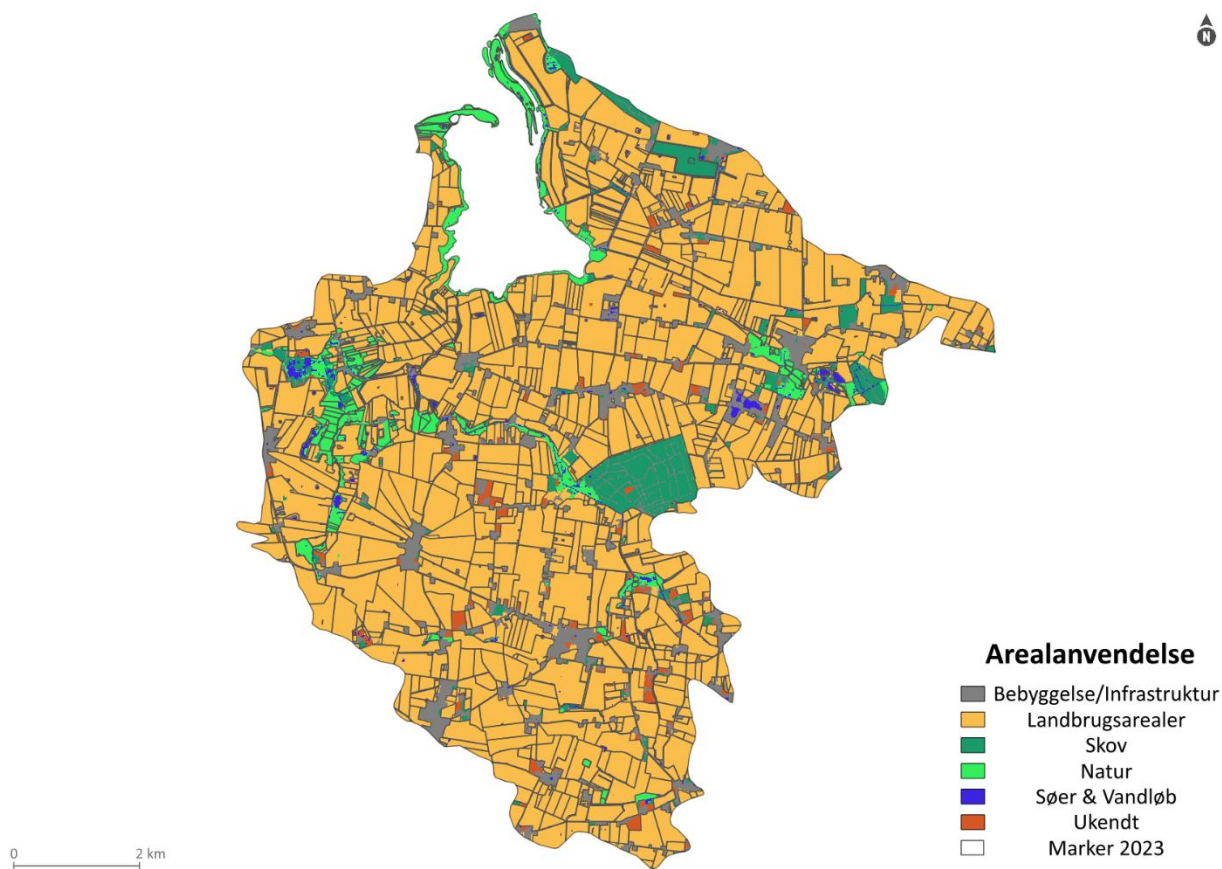 N
Arealanvendelse
Bebyggelse/Infrastruktur
Landbrugsarealer
Skov
Natur
Søer & Vandløb
Ukendt
Marker 2023
0 2 km